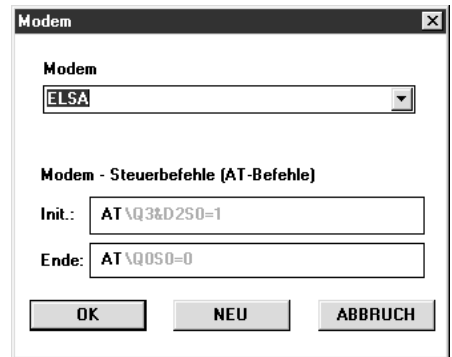 Modem
Modem
ELSA
Modem - Steuerbefehle (AT-Befehle)
Init.: AT\Q3&D2S0=1
Ende: AT\Q0S0=0
OK NEU ABBRUCH